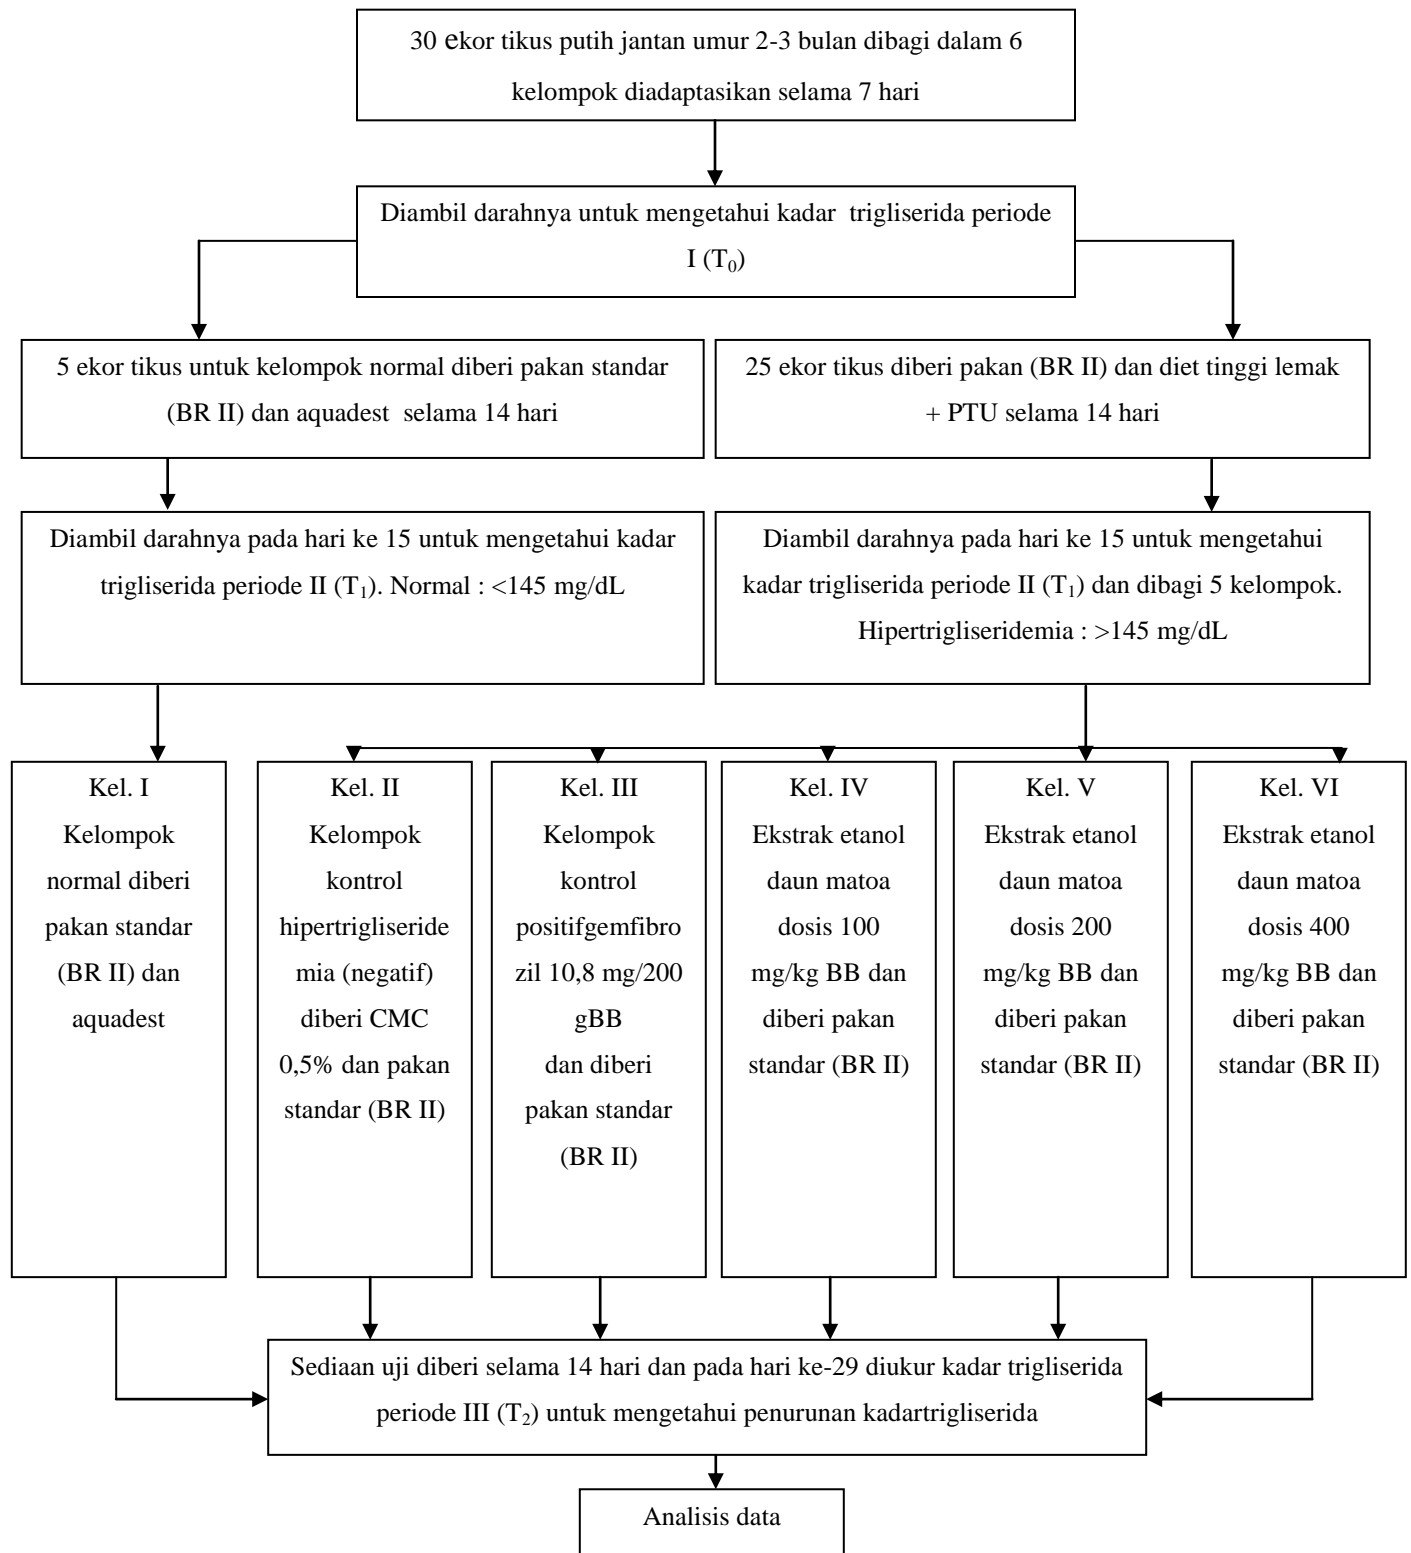 30 ekor tikus putih jantan umur 2-3 bulan dibagi dalam 6
kelompok diadaptasikan selama 7 hari
Diambil darahnya untuk mengetahui kadar  trigliserida periode
I (T₀)
5 ekor tikus untuk kelompok normal diberi pakan standar
(BR II) dan aquadest  selama 14 hari
25 ekor tikus diberi pakan (BR II) dan diet tinggi lemak
+ PTU selama 14 hari
Diambil darahnya pada hari ke 15 untuk mengetahui kadar
trigliserida periode II (T₁). Normal : <145 mg/dL
Diambil darahnya pada hari ke 15 untuk mengetahui
kadar trigliserida periode II (T₁) dan dibagi 5 kelompok.
Hipertrigliseridemia : >145 mg/dL
Kel. I
Kelompok
normal diberi
pakan standar
(BR II) dan
aquadest
Kel. II
Kelompok
kontrol
hipertrigliseride
mia (negatif)
diberi CMC
0,5% dan pakan
standar (BR II)
Kel. III
Kelompok
kontrol
positifgemfibro
zil 10,8 mg/200
gBB
dan diberi
pakan standar
(BR II)
Kel. IV
Ekstrak etanol
daun matoa
dosis 100
mg/kg BB dan
diberi pakan
standar (BR II)
Kel. V
Ekstrak etanol
daun matoa
dosis 200
mg/kg BB dan
diberi pakan
standar (BR II)
Kel. VI
Ekstrak etanol
daun matoa
dosis 400
mg/kg BB dan
diberi pakan
standar (BR II)
Sediaan uji diberi selama 14 hari dan pada hari ke-29 diukur kadar trigliserida
periode III (T₂) untuk mengetahui penurunan kadartrigliserida
Analisis data